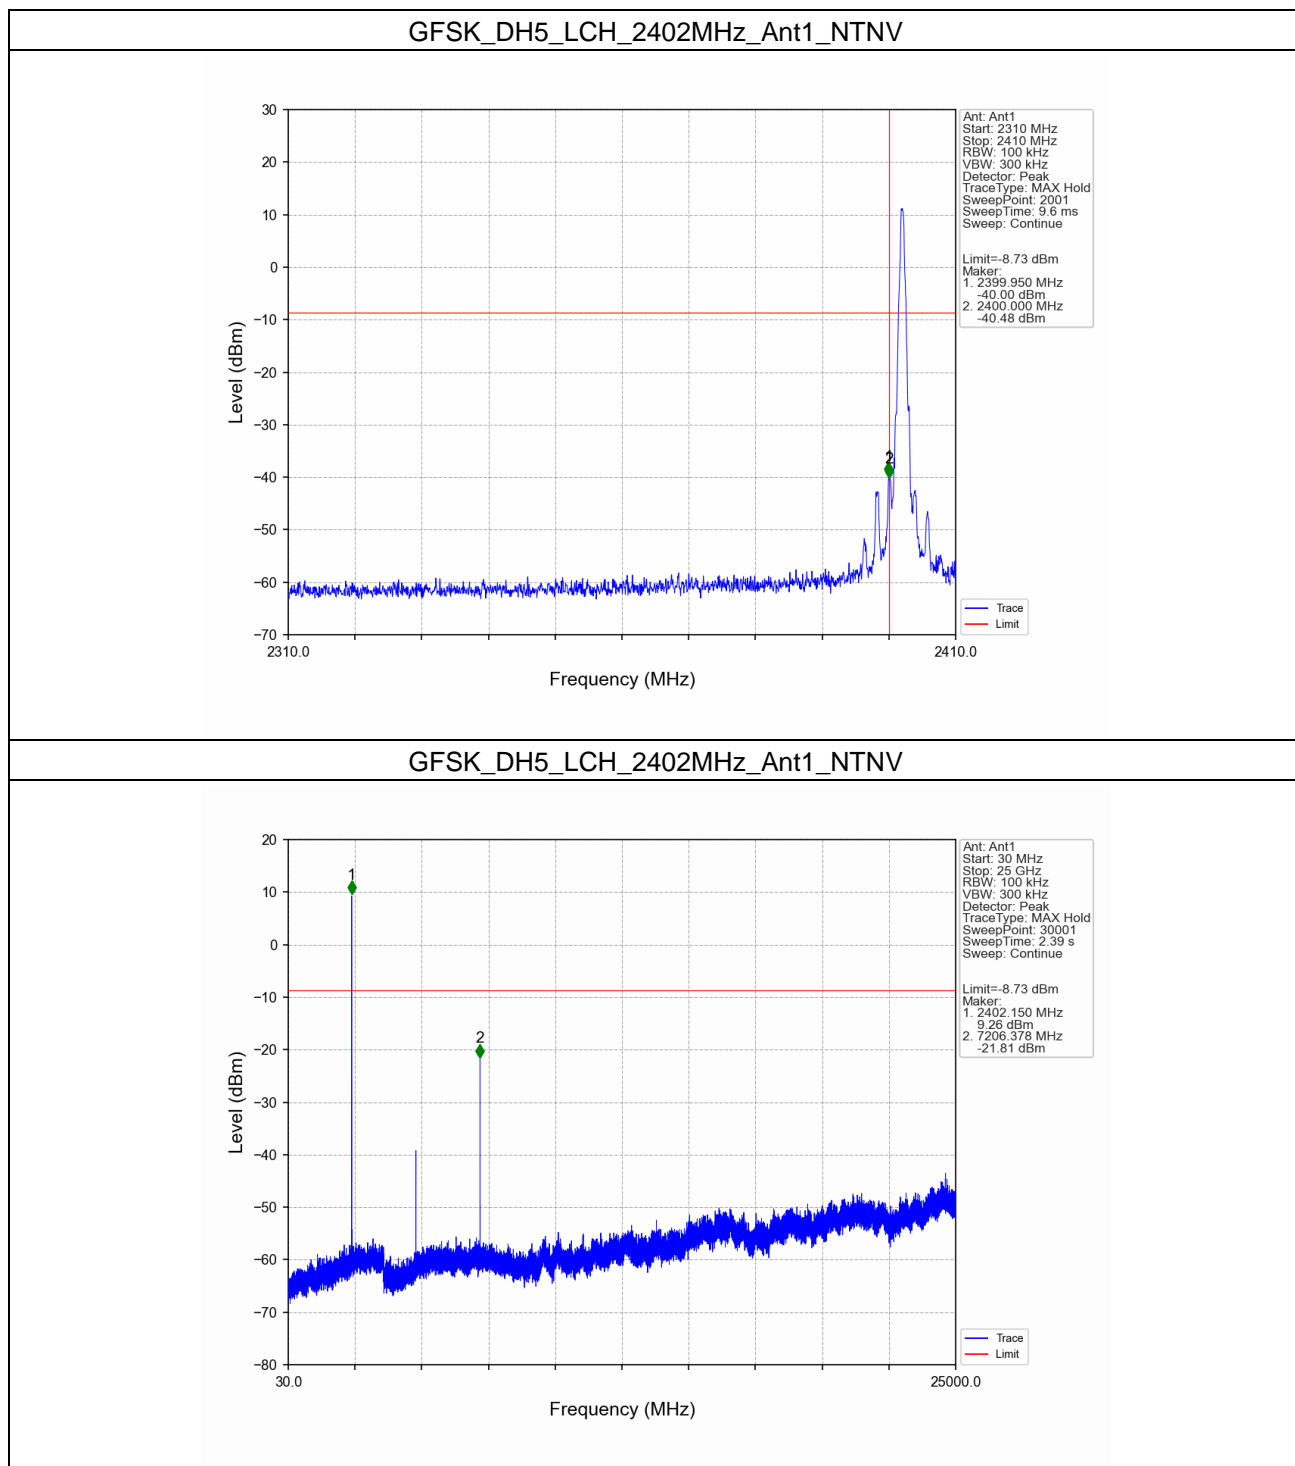 GFSK_DH5_LCH_2402MHz_Ant1_NTNV
30
20
10
0
−10
−20
−30
−40
−50
−60
−70
Level (dBm)
2310.0
2410.0
Frequency (MHz)
2
Ant: Ant1
Start: 2310 MHz
Stop: 2410 MHz
RBW: 100 kHz
VBW: 300 kHz
Detector: Peak
TraceType: MAX Hold
SweepPoint: 2001
SweepTime: 9.6 ms
Sweep: Continue
Limit=-8.73 dBm
Maker:
1. 2399.950 MHz
-40.00 dBm
2. 2400.000 MHz
-40.48 dBm
Trace
Limit
GFSK_DH5_LCH_2402MHz_Ant1_NTNV
20
10
0
−10
−20
−30
−40
−50
−60
−70
−80
Level (dBm)
30.0
25000.0
Frequency (MHz)
1
2
Ant: Ant1
Start: 30 MHz
Stop: 25 GHz
RBW: 100 kHz
VBW: 300 kHz
Detector: Peak
TraceType: MAX Hold
SweepPoint: 30001
SweepTime: 2.39 s
Sweep: Continue
Limit=-8.73 dBm
Maker:
1. 2402.150 MHz
9.26 dBm
2. 7206.378 MHz
-21.81 dBm
Trace
Limit